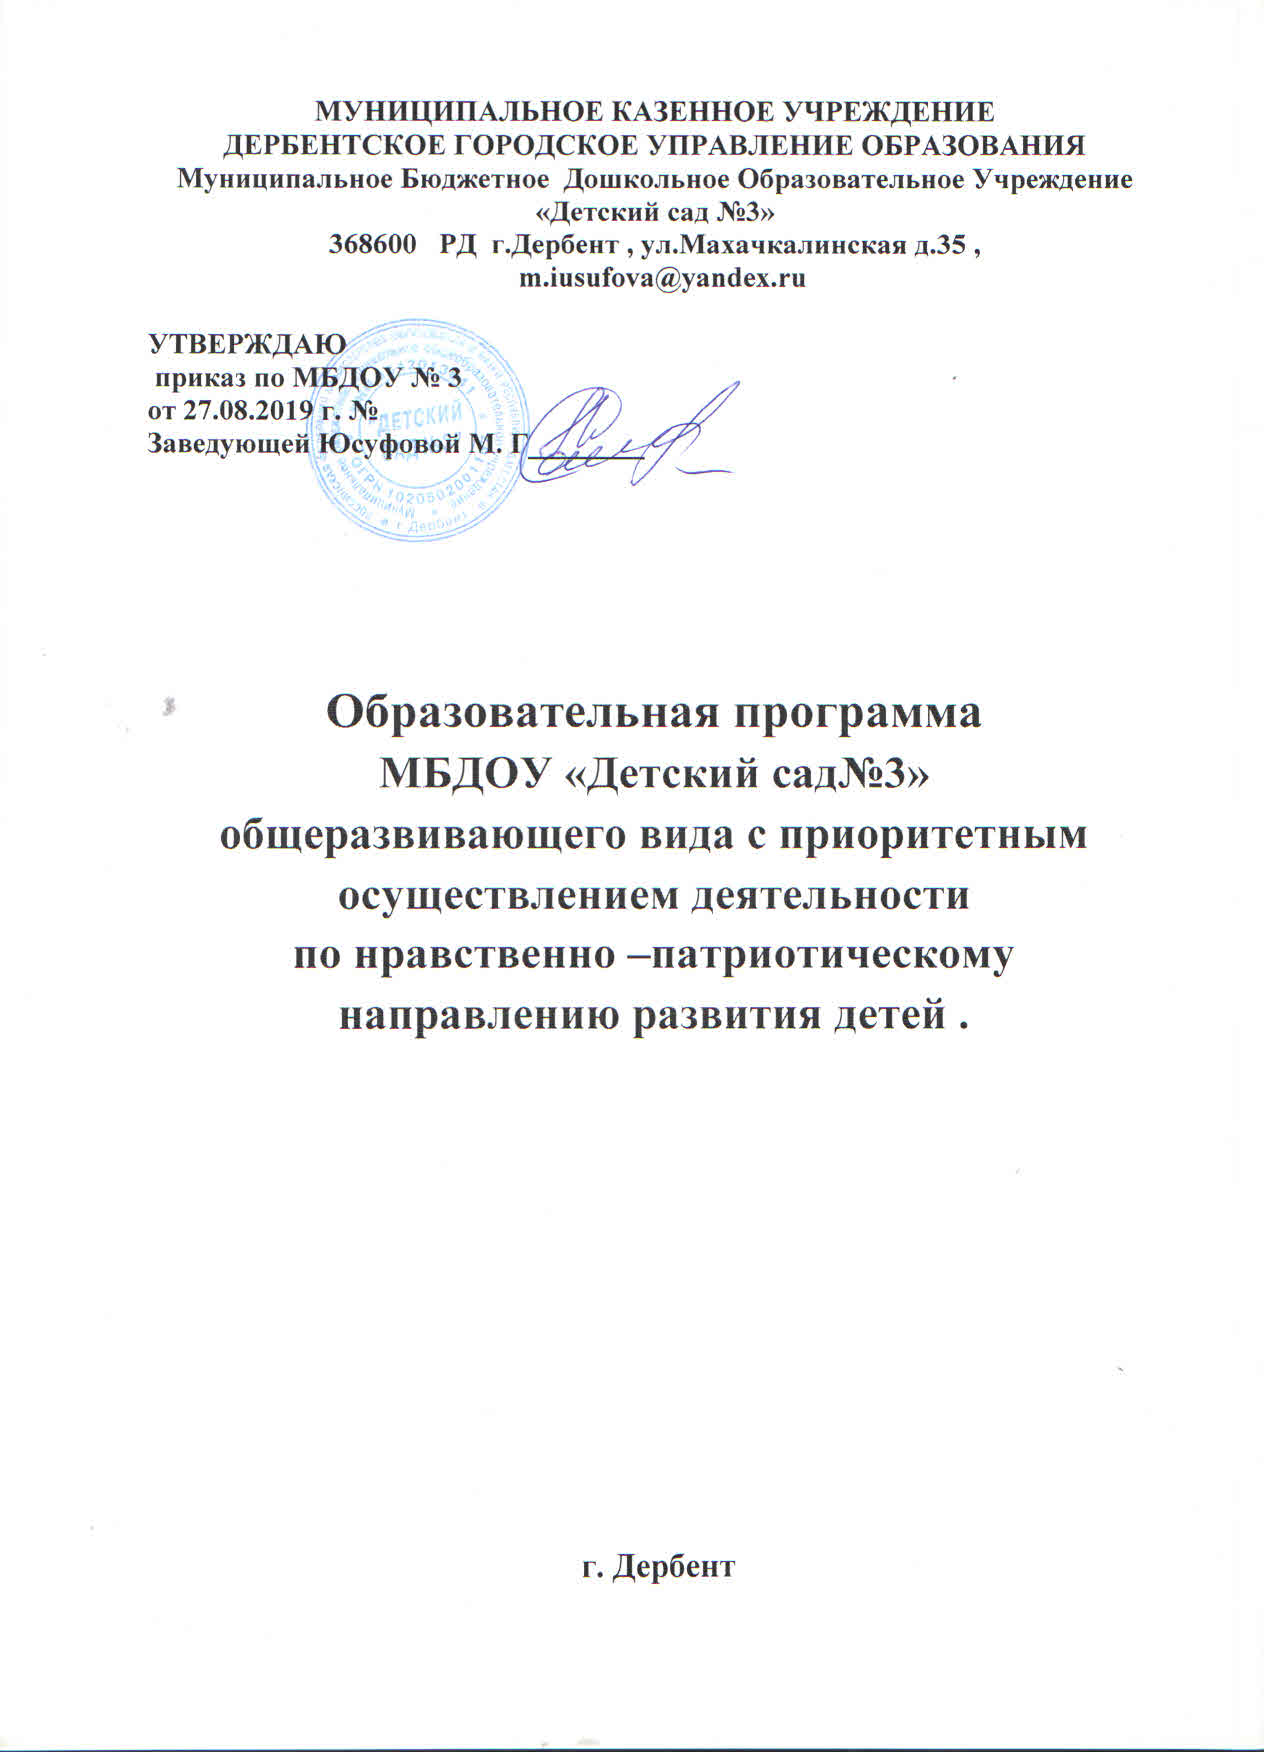 МУНИЦИПАЛЬНОЕ КАЗЕННОЕ УЧРЕЖДЕНИЕ
ДЕРБЕНТСКОЕ ГОРОДСКОЕ УПРАВЛЕНИЕ ОБРАЗОВАНИЯ
Муниципальное Бюджетное Дошкольное Образовательное Учреждение
«Детский сад №3»
368600 РД г.Дербент , ул.Махачкалинская д.35 ,
m.iusufova@yandex.ru
УТВЕРЖДАЮ
приказ по МБДОУ № 3
от 27.08.2019 г. №
Заведующей Юсуфовой М. Г
ДЕТСКИЙ
Образовательная программа
МБДОУ «Детский сад№3»
общеразвивающего вида с приоритетным
осуществлением деятельности
по нравственно –патриотическому
направлению развития детей .
г. Дербент